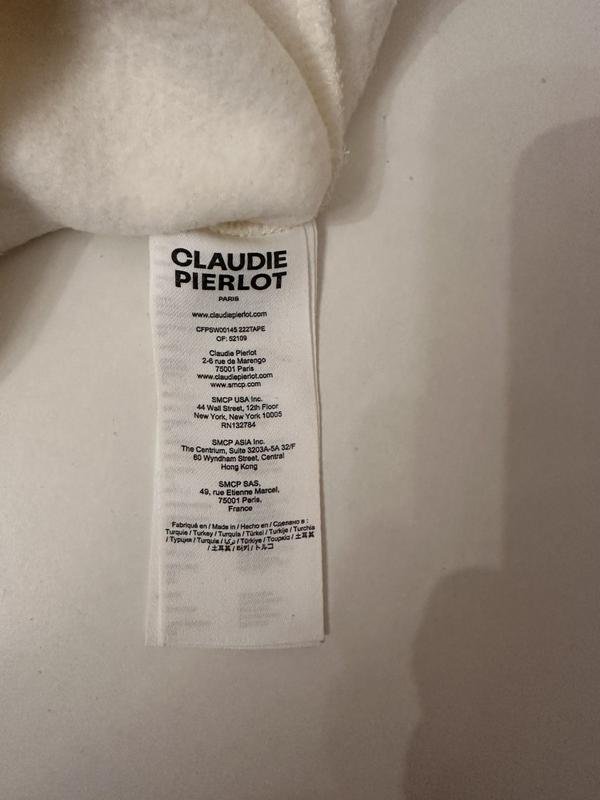 CLAUDIE
PIERLOT
PARIS
www.claudiepierlot.com
CFPSW00145 222TAPE
OF: 52109
Claudie Pierlot
2-6 rue de Marengo
75001 Paris
www.claudiepierlot.com
www.smcp.com
SMCP USA Inc.
44 Wall Street, 12th Floor
New York, New York 10005
RN132784
SMCP ASIA Inc.
The Centrium, Suite 3203A-5A 32/F
60 Wyndham Street, Central
Hong Kong
SMCP SAS,
49, rue Etienne Marcel,
75001 Paris,
France
Fabriqué en / Made in / Hecho en / Сделано в :
Turquie / Turkey / Turquía / Türkei / Turkije / Turchia
/ Турция / Turquia / / Türkiye / Τουρκία / 土耳其
/ 土耳其 / 터키 / トルコ